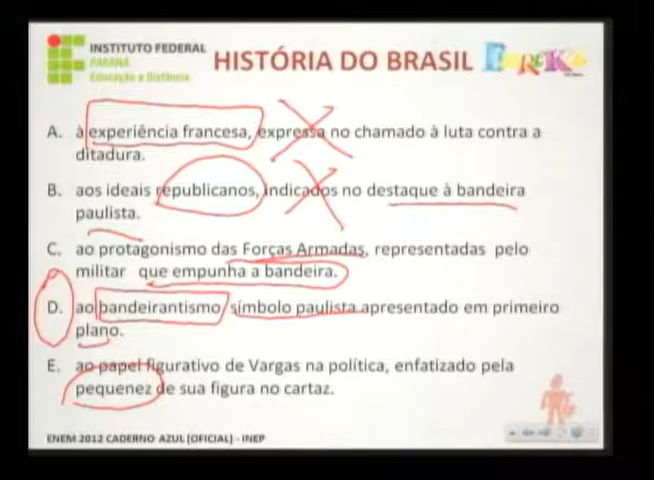 INSTITUTO FEDERAL
PARANÁ
Educação a Distância
HISTÓRIA DO BRASIL
EUREKA
A. à experiência francesa, expressa no chamado à luta contra a
ditadura.
B. aos ideais republicanos, indicados no destaque à bandeira
paulista.
C. ao protagonismo das Forças Armadas, representadas pelo
militar que empunha a bandeira.
D. ao bandeirantismo, símbolo paulista apresentado em primeiro
plano.
E. ao papel figurativo de Vargas na política, enfatizado pela
pequenez de sua figura no cartaz.
ENEM 2012 CADERNO AZUL (OFICIAL) - INEP